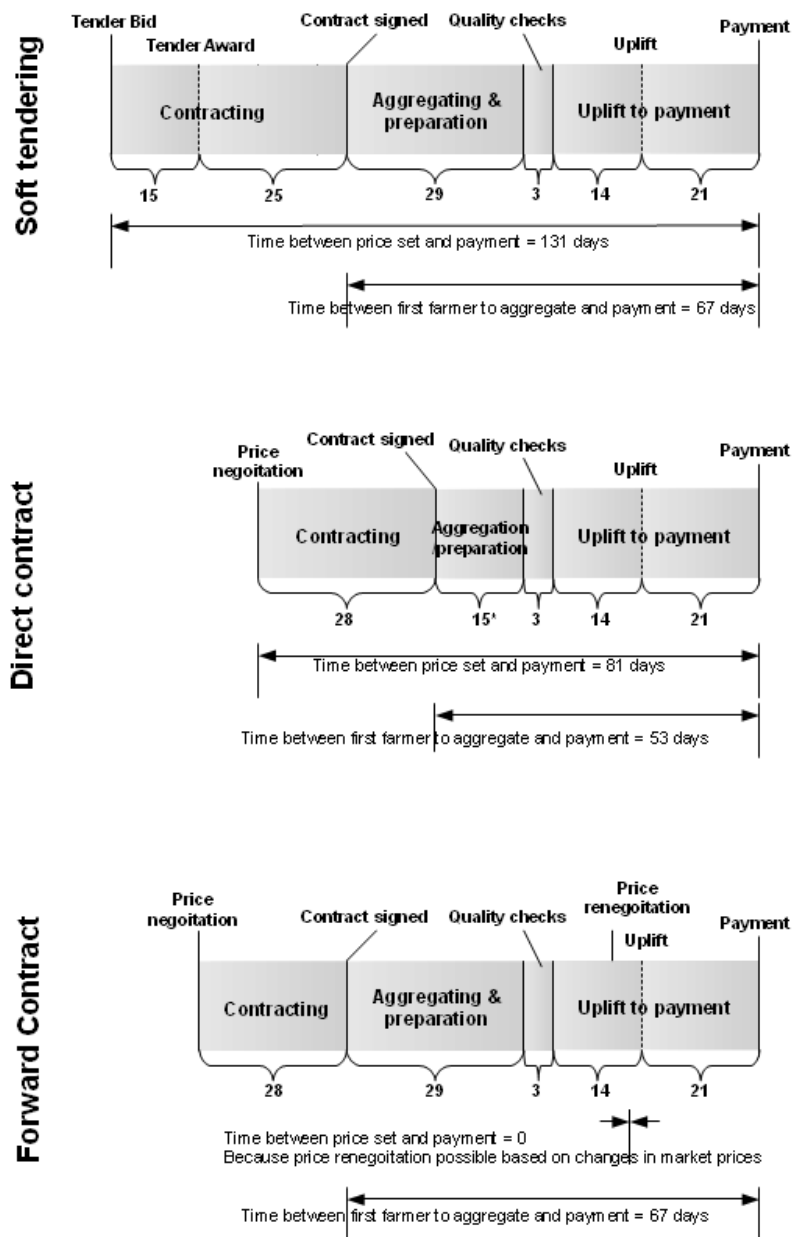 Soft tendering
Tender Bid
Tender Award
Contract signed
Quality checks
Uplift
Payment
Contracting
Aggregating &
preparation
Uplift to payment
15
25
29
3
14
21
Time between price set and payment = 131 days
Time between first farmer to aggregate and payment = 67 days
Direct contract
Price
negoitation
Contract signed
Quality checks
Uplift
Payment
Contracting
Aggregation
/preparation
Uplift to payment
28
15*
3
14
21
Time between price set and payment = 81 days
Time between first farmer to aggregate and payment = 53 days
Forward Contract
Price
negoitation
Contract signed
Quality checks
Price
renegoitation
Uplift
Payment
Contracting
Aggregating &
preparation
Uplift to payment
28
29
3
14
21
Time between price set and payment = 0
Because price renegoitation possible based on changes in market prices
Time between first farmer to aggregate and payment = 67 days